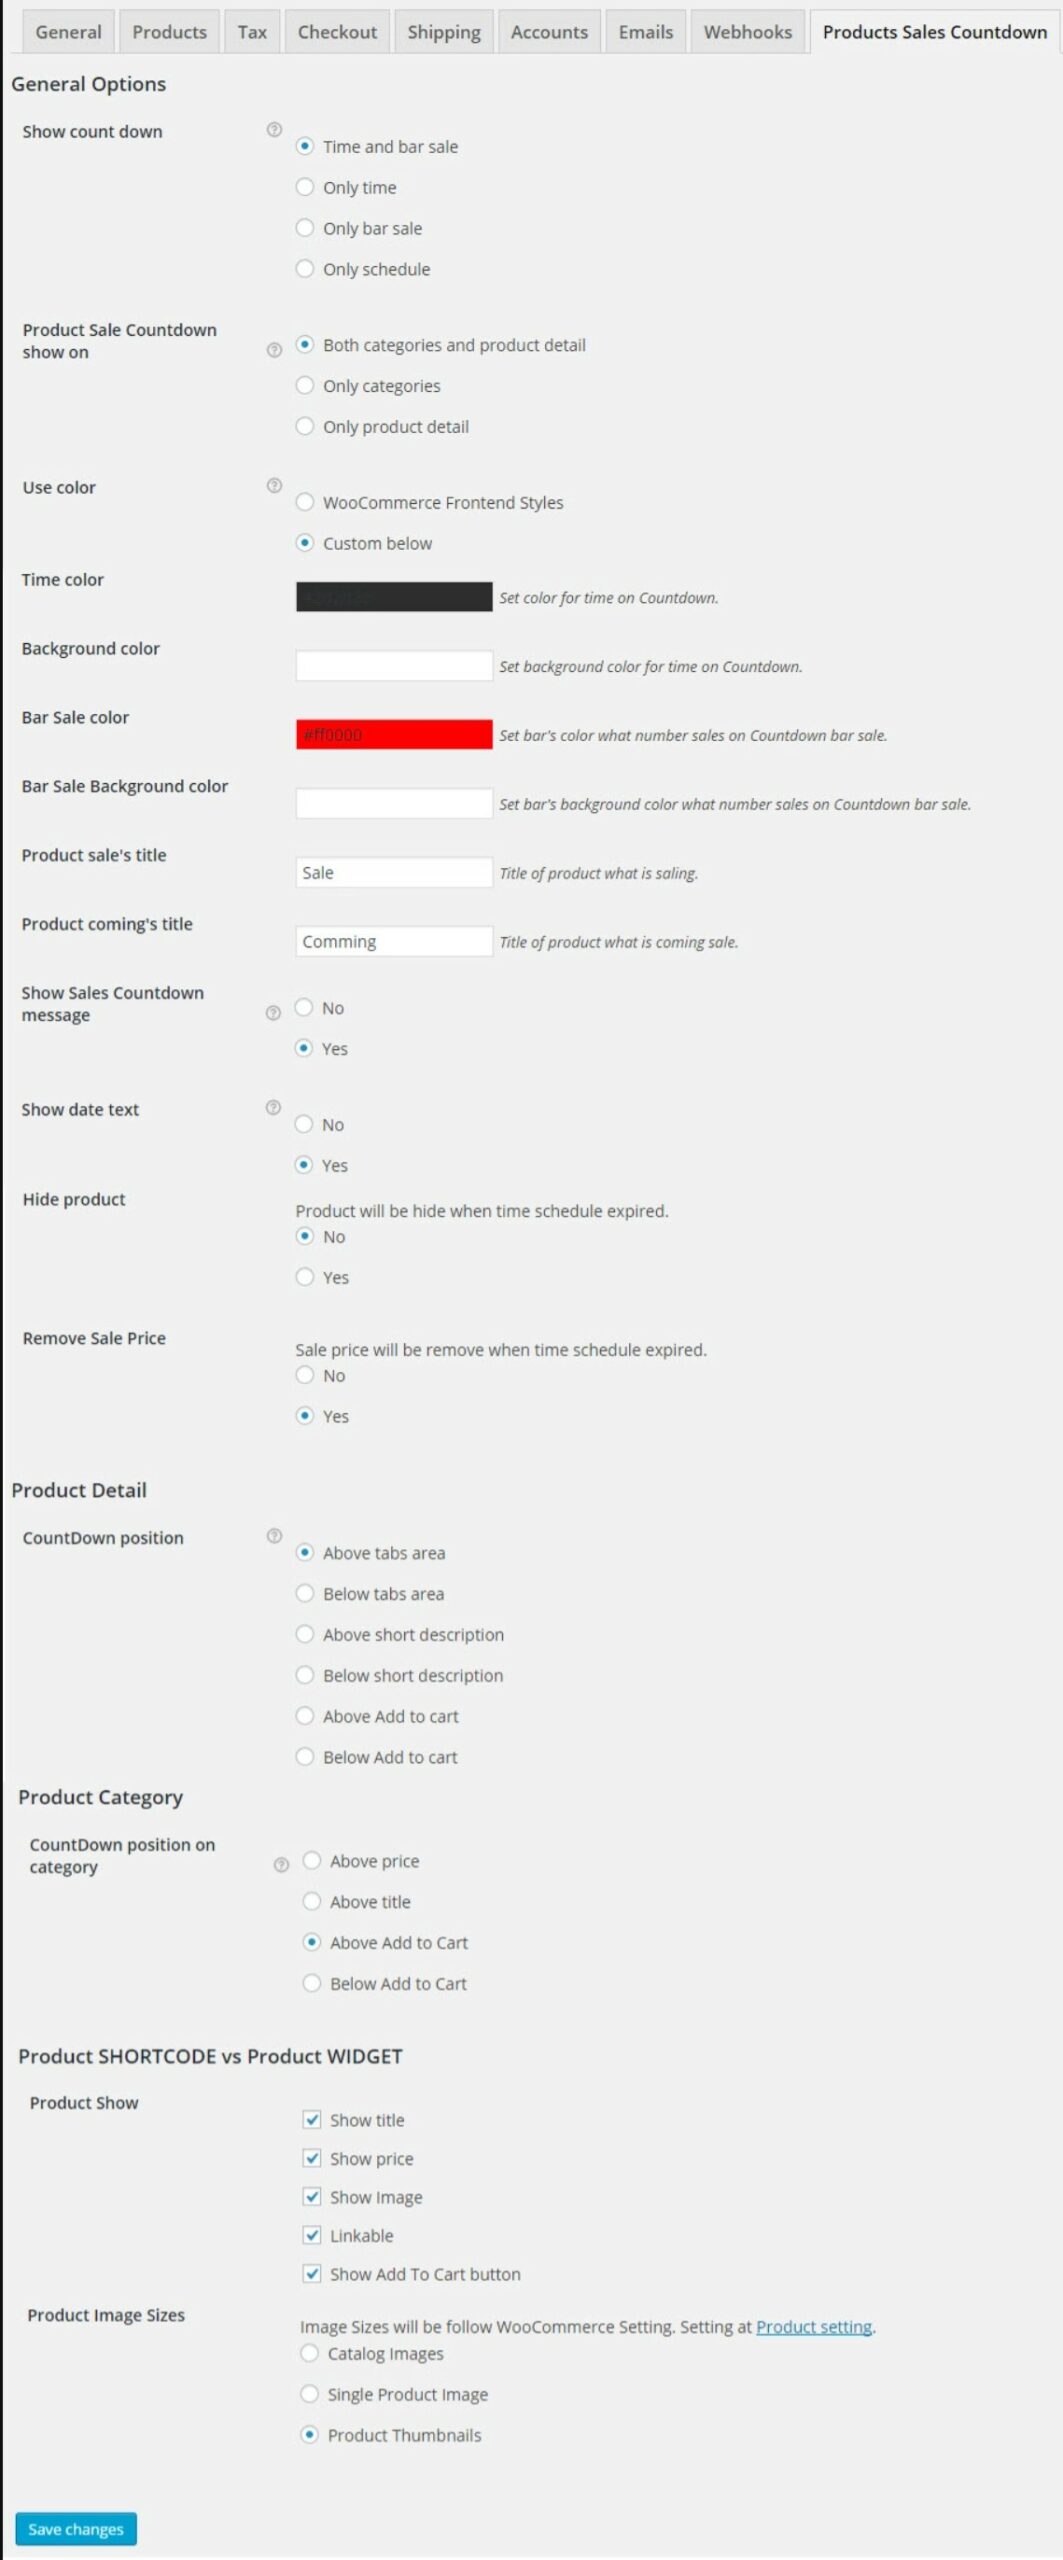 General Products Tax Checkout Shipping Accounts Emails Webhooks Products Sales Countdown
General Options
Show count down
Time and bar sale
Only time
Only bar sale
Only schedule
Product Sale Countdown
show on
Both categories and product detail
Only categories
Only product detail
Use color
WooCommerce Frontend Styles
Custom below
Time color
Set color for time on Countdown.
Background color
Set background color for time on Countdown.
Bar Sale color
#ff0000 Set bar's color what number sales on Countdown bar sale.
Bar Sale Background color
Set bar's background color what number sales on Countdown bar sale.
Product sale's title
Sale Title of product what is saling.
Product coming's title
Comming Title of product what is coming sale.
Show Sales Countdown
message
No
Yes
Show date text
No
Yes
Hide product
Product will be hide when time schedule expired.
No
Yes
Remove Sale Price
Sale price will be remove when time schedule expired.
No
Yes
Product Detail
CountDown position
Above tabs area
Below tabs area
Above short description
Below short description
Above Add to cart
Below Add to cart
Product Category
CountDown position on
category
Above price
Above title
Above Add to Cart
Below Add to Cart
Product SHORTCODE vs Product WIDGET
Product Show
Show title
Show price
Show Image
Linkable
Show Add To Cart button
Product Image Sizes
Image Sizes will be follow WooCommerce Setting. Setting at Product setting.
Catalog Images
Single Product Image
Product Thumbnails
Save changes